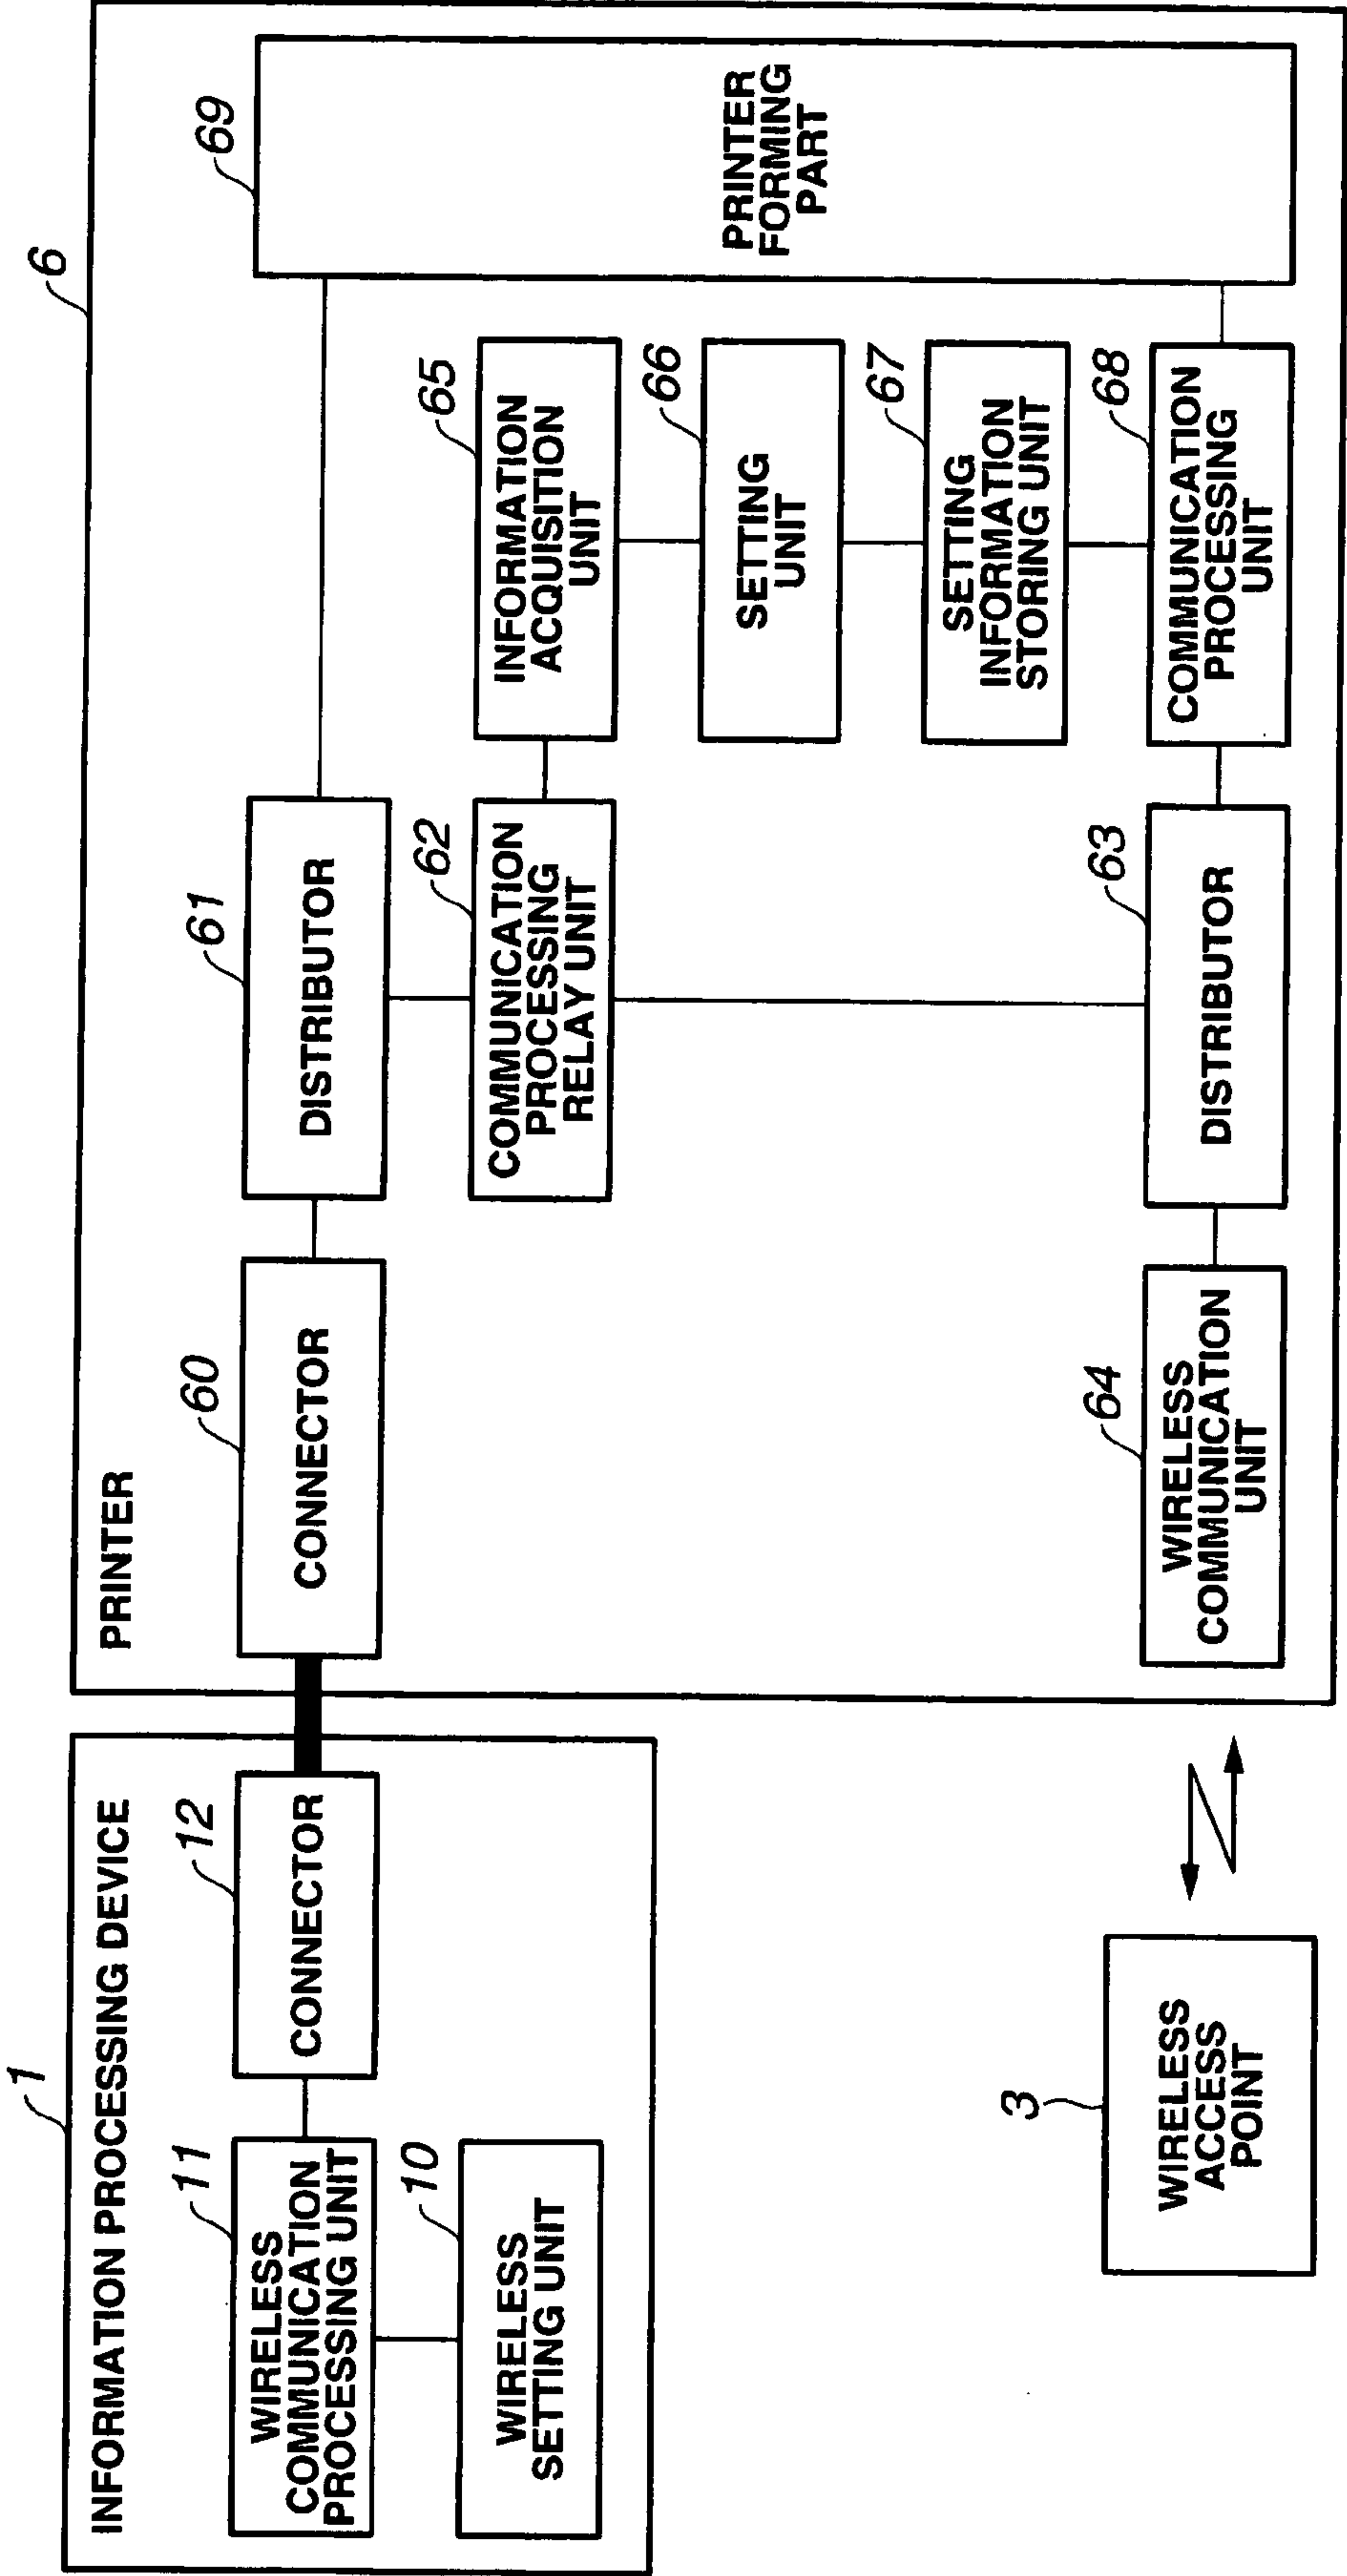 1
INFORMATION PROCESSING DEVICE
11
WIRELESS
COMMUNICATION
PROCESSING UNIT
10
WIRELESS
SETTING UNIT
12
CONNECTOR
3
WIRELESS
ACCESS
POINT
6
PRINTER
60
CONNECTOR
61
DISTRIBUTOR
62
COMMUNICATION
PROCESSING
RELAY UNIT
63
DISTRIBUTOR
64
WIRELESS
COMMUNICATION
UNIT
65
INFORMATION
ACQUISITION
UNIT
66
SETTING
UNIT
67
SETTING
INFORMATION
STORING UNIT
68
COMMUNICATION
PROCESSING
UNIT
69
PRINTER
FORMING
PART